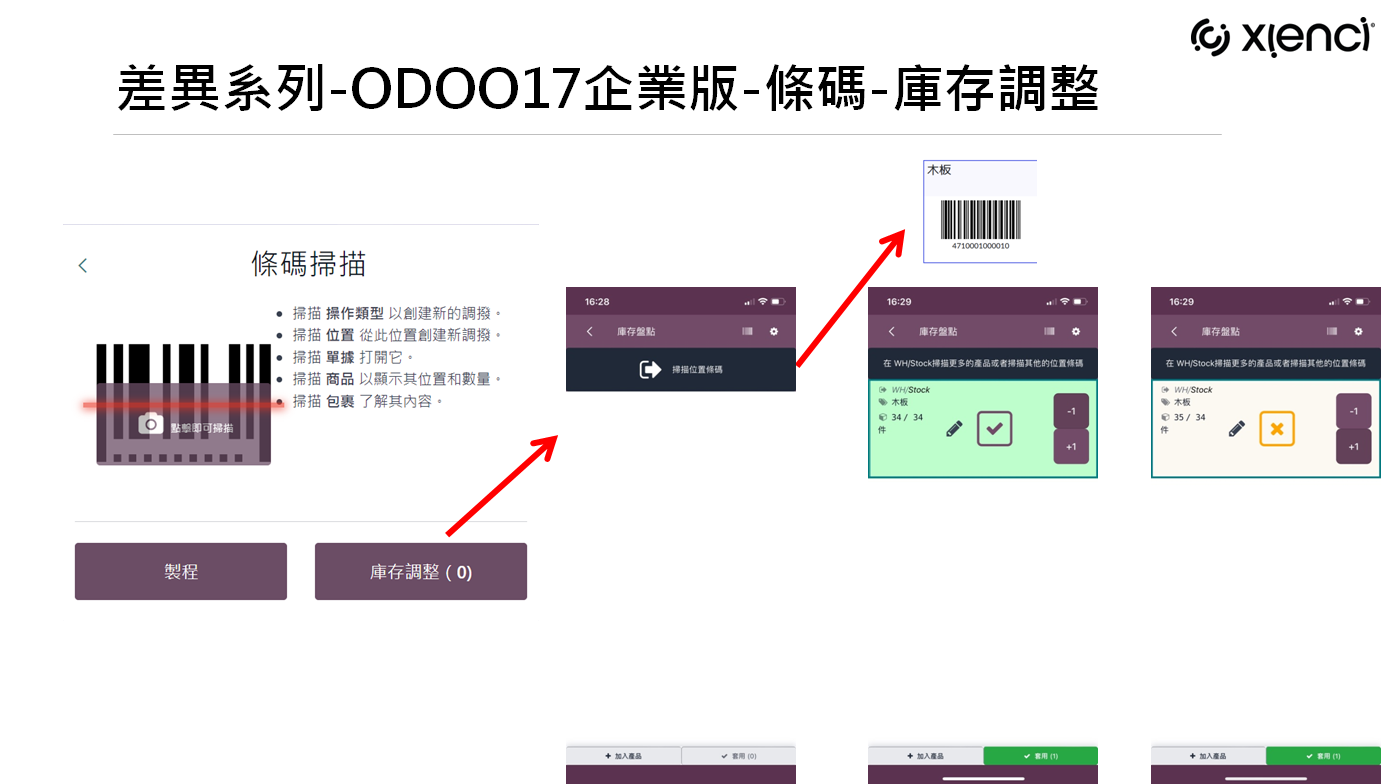 xienci
差異系列-ODOO17企業版-條碼-庫存調整
木板
4710001000010
條碼掃描
掃描 操作類型 以創建新的調撥。
掃描 位置 從此位置創建新調撥。
掃描 單據 打開它。
掃描 商品 以顯示其位置和數量。
掃描 包裹 了解其內容。
點擊即可掃描
製程
庫存調整 ( 0)
16:28
庫存盤點
掃描位置條碼
加入產品
套用 (0)
16:29
庫存盤點
在 WH/Stock掃描更多的產品或者掃描其他的位置條碼
WH/Stock
木板
34 / 34
件
-1
+1
加入產品
套用 (1)
16:29
庫存盤點
在 WH/Stock掃描更多的產品或者掃描其他的位置條碼
WH/Stock
木板
35 / 34
件
-1
+1
加入產品
套用 (1)